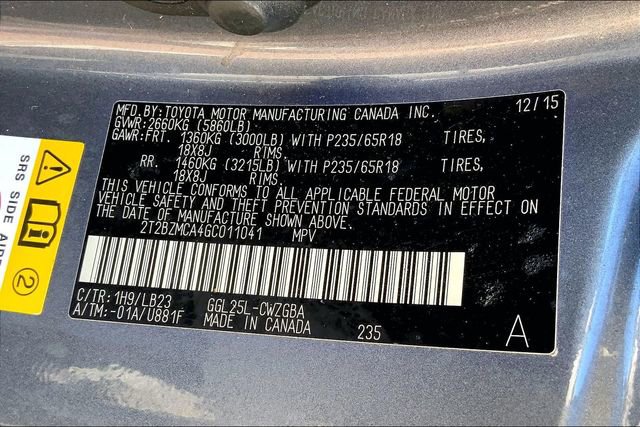 MFD.BY: TOYOTA MOTOR MANUFACTURING CANADA INC. 12/15
GVWR: 2660KG (5860LB)
GAWR:FRT. 1360KG (3000LB) WITH P235/65R18 TIRES,
18X8J RIMS
RR. 1460KG (3215LB) WITH P235/65R18 TIRES,
18X8J RIMS.
THIS VEHICLE CONFORMS TO ALL APPLICABLE FEDERAL MOTOR
VEHICLE SAFETY AND THEFT PREVENTION STANDARDS IN EFFECT ON
THE DATE OF MANUFACTURE SHOWN ABOVE.
2T2BZMCA4GC011041 MPV
C/TR: 1H9/LB23 GGL25L-CWZGBA
A/TM:-01A/U881F MADE IN CANADA 235 A
SRS SIDE
2